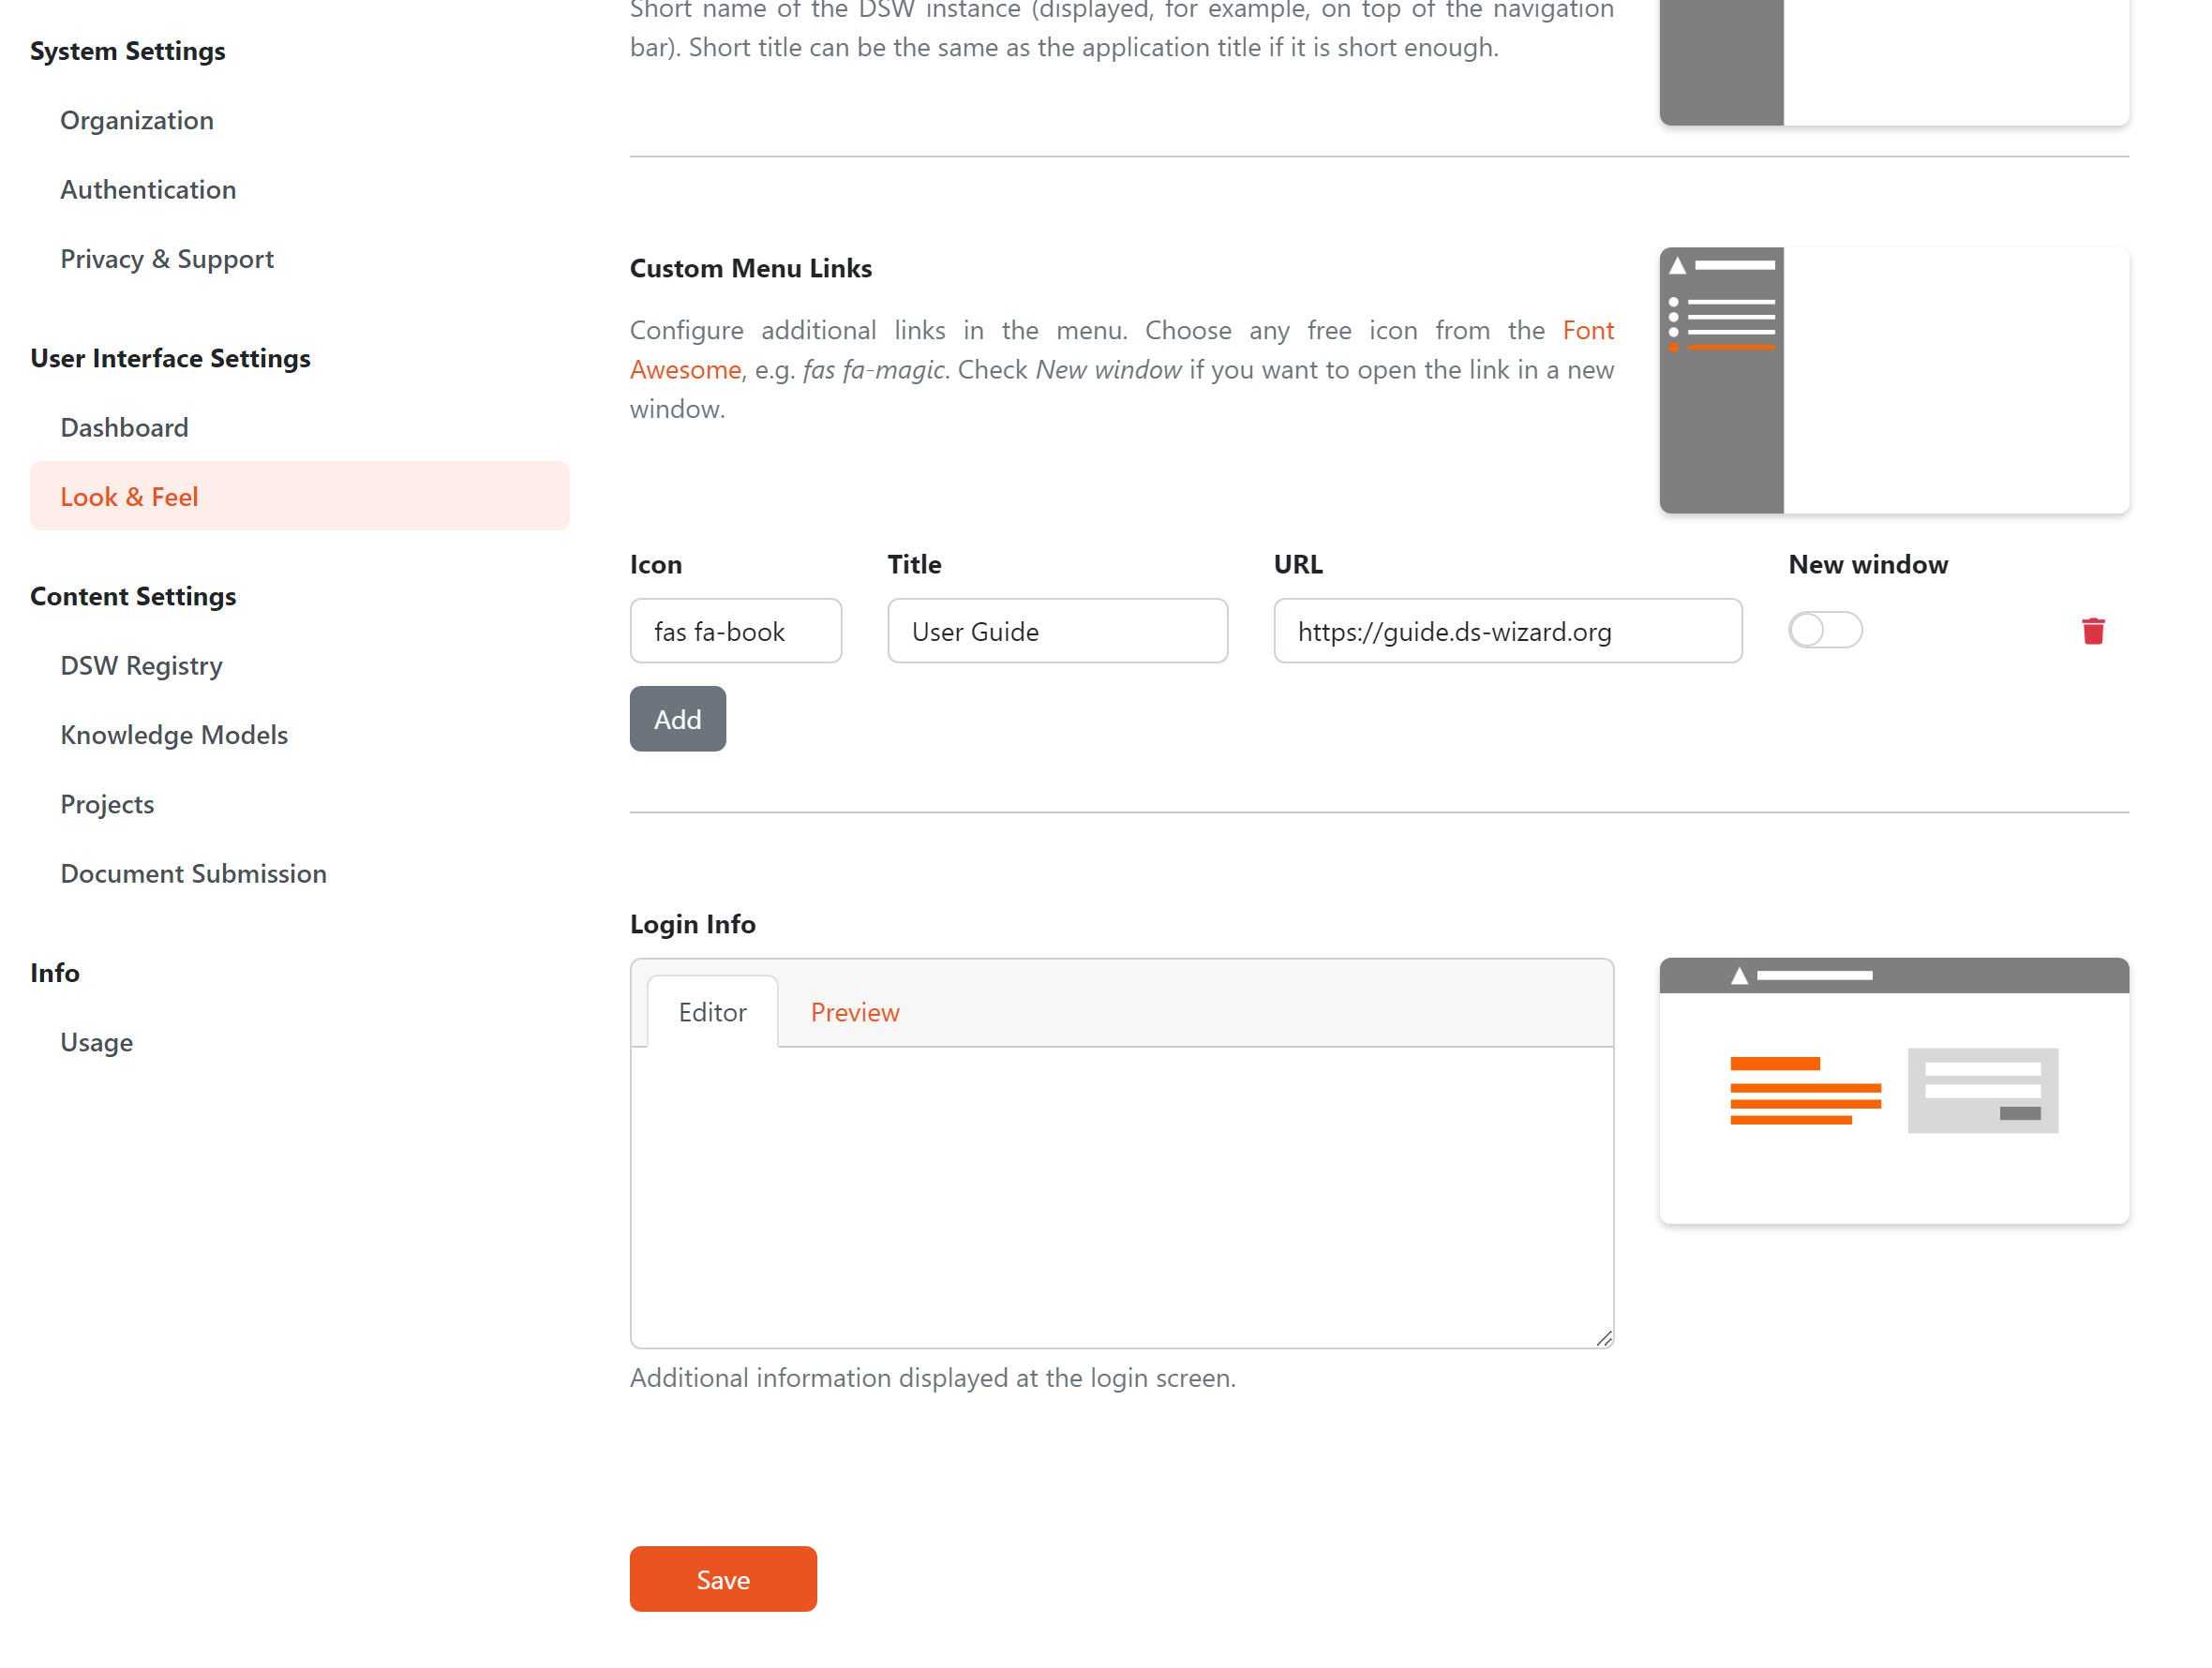 System Settings
Organization
Authentication
Privacy & Support
User Interface Settings
Dashboard
Look & Feel
Content Settings
DSW Registry
Knowledge Models
Projects
Document Submission
Info
Usage
Short name of the DSW instance (displayed, for example, on top of the navigation
bar). Short title can be the same as the application title if it is short enough.
Custom Menu Links
Configure additional links in the menu. Choose any free icon from the Font
Awesome, e.g. fas fa-magic. Check New window if you want to open the link in a new
window.
Icon Title URL New window
fas fa-book User Guide https://guide.ds-wizard.org
Add
Login Info
Editor Preview
Additional information displayed at the login screen.
Save